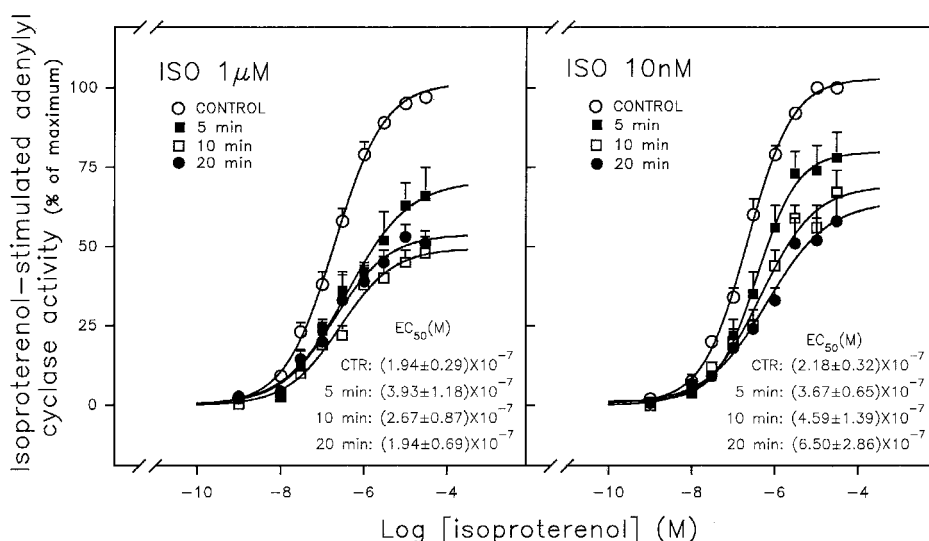 Isoproterenol-stimulated adenylyl
cyclase activity (% of maximum)
100
75
50
25
0
ISO 1μM
CONTROL
5 min
10 min
20 min
EC50(M)
CTR: (1.94±0.29)X10-7
5 min: (3.93±1.18)X10-7
10 min: (2.67±0.87)X10-7
20 min: (1.94±0.69)X10-7
-10 -8 -6 -4
ISO 10nM
CONTROL
5 min
10 min
20 min
EC50(M)
CTR: (2.18±0.32)X10-7
5 min: (3.67±0.65)X10-7
10 min: (4.59±1.39)X10-7
20 min: (6.50±2.86)X10-7
-10 -8 -6 -4
Log [isoproterenol] (M)